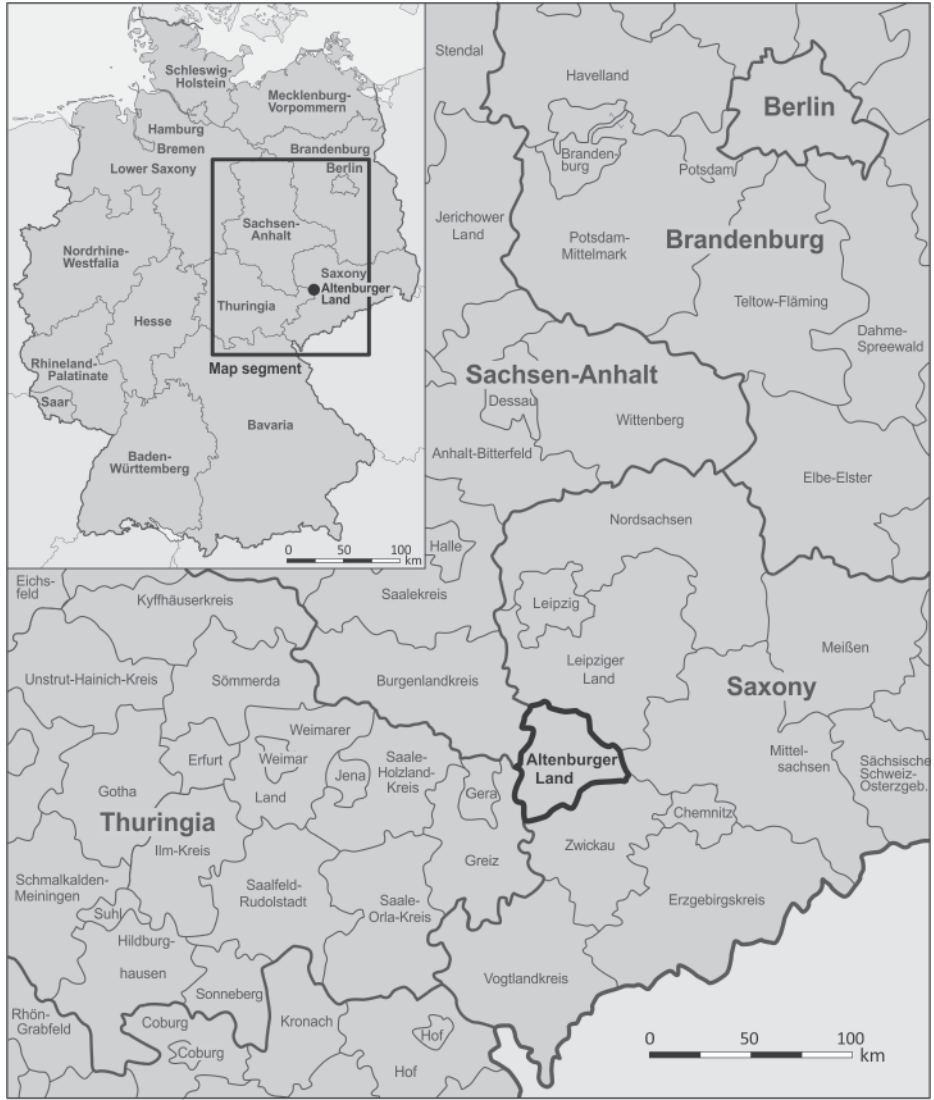 Schleswig-
Holstein
Mecklenburg-
Vorpommern
Hamburg
Bremen
Brandenburg
Lower Saxony
Berlin
Sachsen-
Anhalt
Nordrhine-
Westfalia
Saxony
Altenburger
Land
Thuringia
Hesse
Rhineland-
Palatinate
Map segment
Saar
Bavaria
Baden-
Württemberg
0 50 100
km
Stendal
Havelland
Berlin
Branden-
burg
Potsdam
Jerichower
Land
Potsdam-
Mittelmark
Brandenburg
Teltow-Fläming
Dahme-
Spreewald
Sachsen-Anhalt
Dessau
Wittenberg
Anhalt-Bitterfeld
Elbe-Elster
Nordsachsen
Halle
Eichs-
feld
Kyffhäuserkreis
Saalekreis
Leipzig
Meißen
Leipziger
Land
Unstrut-Hainich-Kreis
Sömmerda
Burgenlandkreis
Saxony
Weimarer
Erfurt
Weimar
Jena
Saale-
Holzland-
Kreis
Altenburger
Land
Mittel-
sachsen
Sächsische
Schweiz-
Osterzgeb.
Gotha
Land
Gera
Chemnitz
Thuringia
Ilm-Kreis
Greiz
Zwickau
Schmalkalden-
Meiningen
Saalfeld-
Rudolstadt
Saale-
Orla-Kreis
Erzgebirgskreis
Suhl
Hildburg-
hausen
Sonneberg
Vogtlandkreis
Rhön-
Grabfeld
Coburg
Kronach
Hof
Coburg
Hof
0 50 100
km